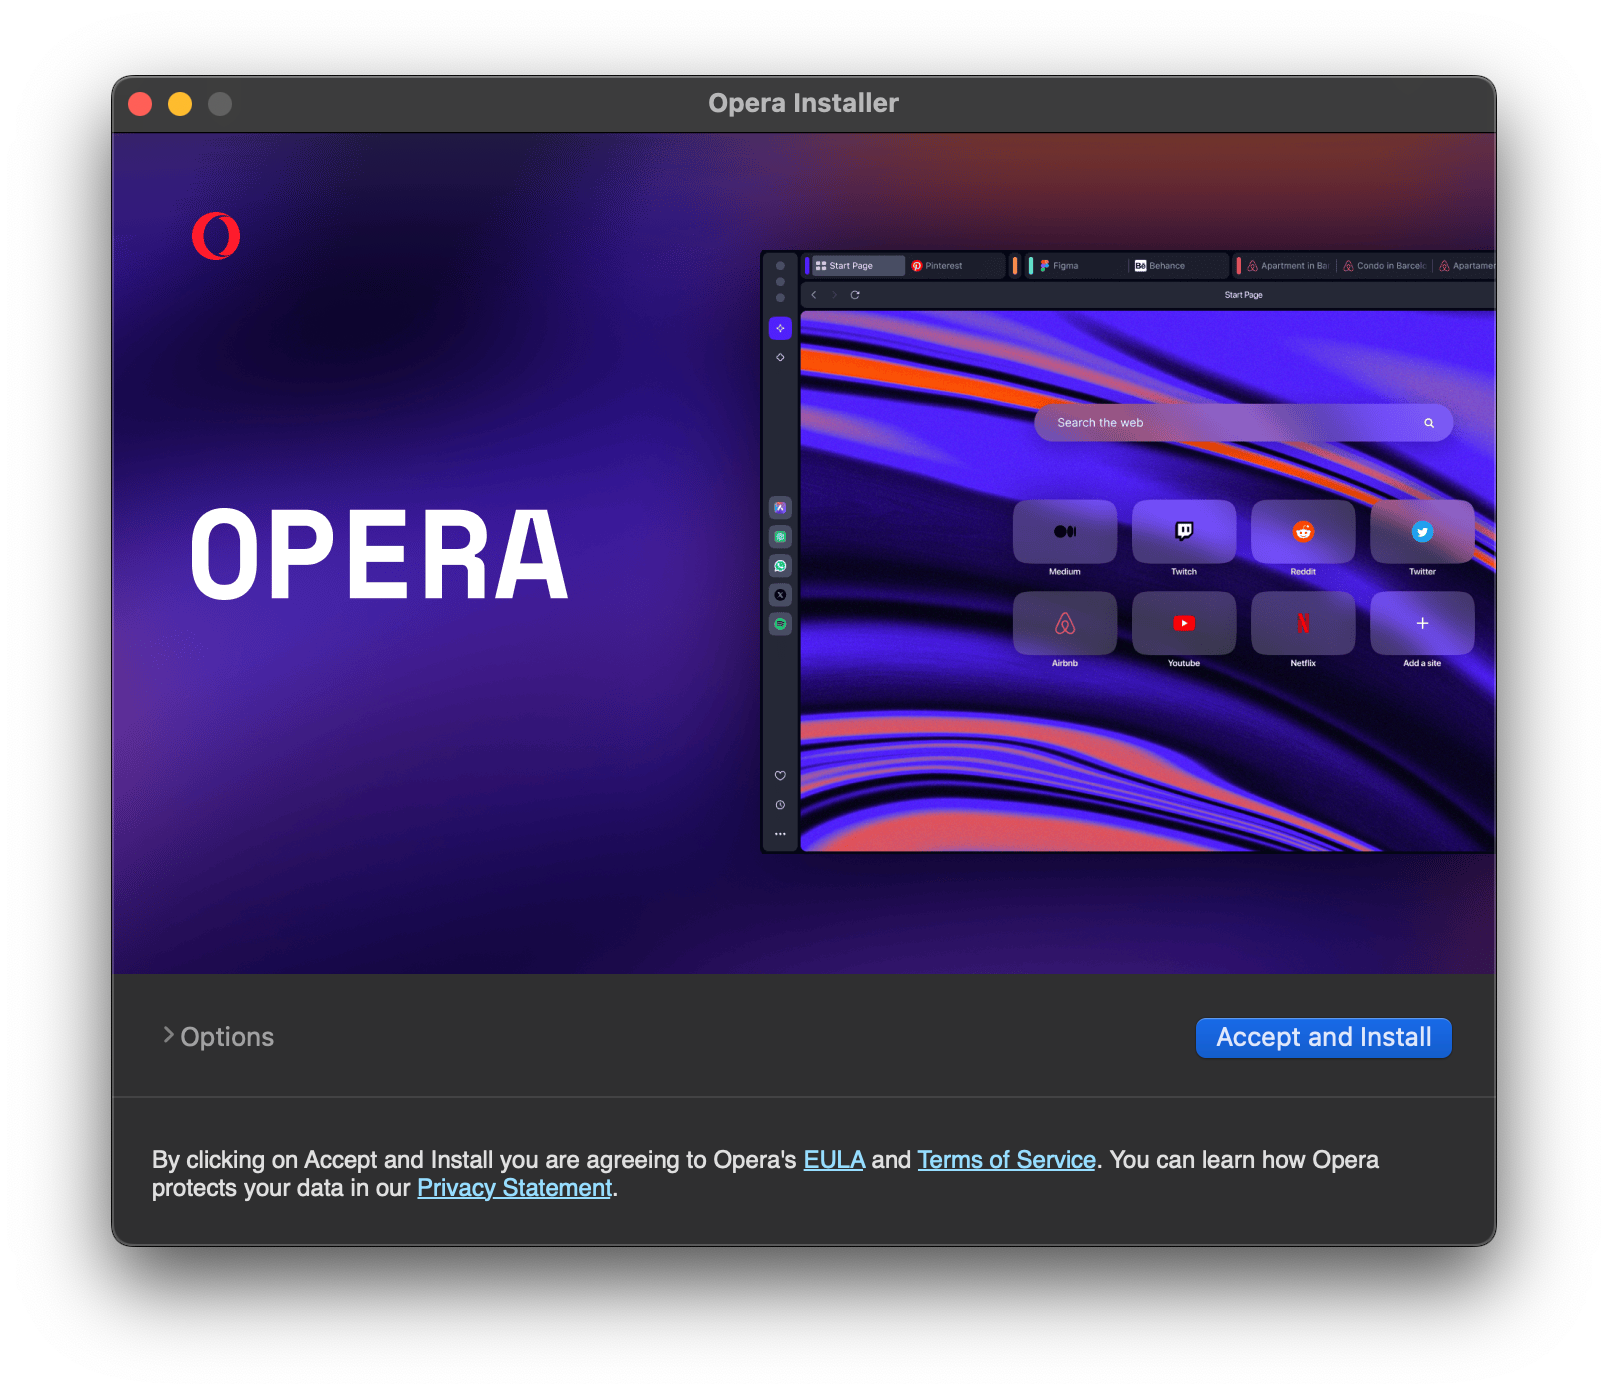 Opera Installer
Start Page
Pinterest
Figma
Behance
Apartment in Bar
Condo in Barcelo
Apartamen
Start Page
Search the web
OPERA
Medium
Twitch
Reddit
Twitter
Airbnb
Youtube
Netflix
Add a site
Options
Accept and Install
By clicking on Accept and Install you are agreeing to Opera's EULA and Terms of Service. You can learn how Opera
protects your data in our Privacy Statement.